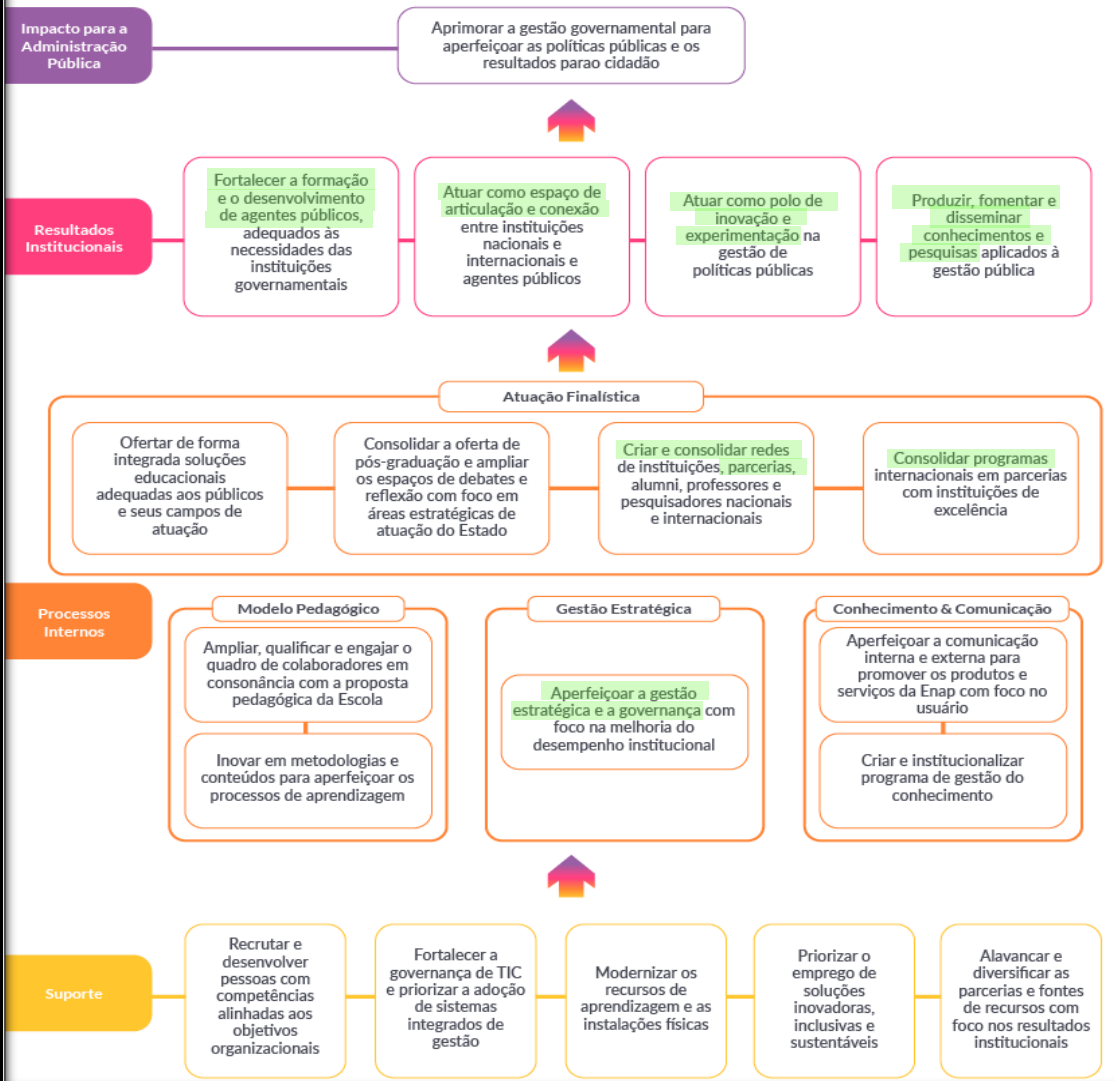 Impacto para a
Administração
Pública
Aprimorar a gestão governamental para
aperfeiçoar as políticas públicas e os
resultados parao cidadão
Resultados
Institucionais
Fortalecer a formação
e o desenvolvimento
de agentes públicos,
adequados às
necessidades das
instituições
governamentais
Atuar como espaço de
articulação e conexão
entre instituições
nacionais e
internacionais e
agentes públicos
Atuar como polo de
inovação e
experimentação na
gestão de
políticas públicas
Produzir, fomentar e
disseminar
conhecimentos e
pesquisas aplicados à
gestão pública
Atuação Finalística
Ofertar de forma
integrada soluções
educacionais
adequadas aos públicos
e seus campos de
atuação
Consolidar a oferta de
pós-graduação e ampliar
os espaços de debates e
reflexão com foco em
áreas estratégicas de
atuação do Estado
Criar e consolidar redes
de instituições, parcerias,
alumni, professores e
pesquisadores nacionais
e internacionais
Consolidar programas
internacionais em parcerias
com instituições de
excelência
Processos
Internos
Modelo Pedagógico
Ampliar, qualificar e engajar o
quadro de colaboradores em
consonância com a proposta
pedagógica da Escola
Inovar em metodologias e
conteúdos para aperfeiçoar os
processos de aprendizagem
Gestão Estratégica
Aperfeiçoar a gestão
estratégica e a governança com
foco na melhoria do
desempenho institucional
Conhecimento & Comunicação
Aperfeiçoar a comunicação
interna e externa para
promover os produtos e
serviços da Enap com foco no
usuário
Criar e institucionalizar
programa de gestão do
conhecimento
Suporte
Recrutar e
desenvolver
pessoas com
competências
alinhadas aos
objetivos
organizacionais
Fortalecer a
governança de TIC
e priorizar a adoção
de sistemas
integrados de
gestão
Modernizar os
recursos de
aprendizagem e as
instalações físicas
Priorizar o
emprego de
soluções
inovadoras,
inclusivas e
sustentáveis
Alavancar e
diversificar as
parcerias e fontes
de recursos com
foco nos resultados
institucionais